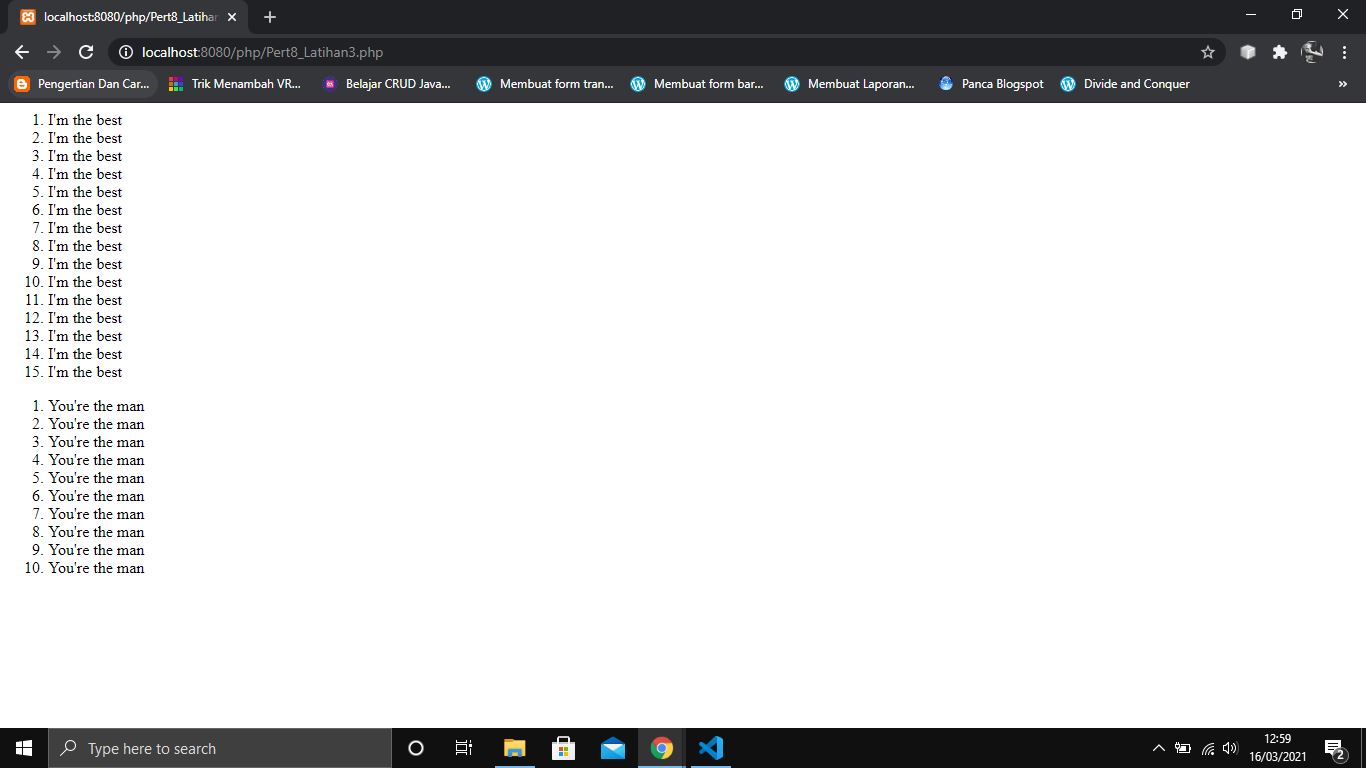 localhost:8080/php/Pert8_Latihan
localhost:8080/php/Pert8_Latihan3.php
Pengertian Dan Car... Trik Menambah VR... Belajar CRUD Java... Membuat form tran... Membuat form bar... Membuat Laporan... Panca Blogspot Divide and Conquer »
1. I'm the best
2. I'm the best
3. I'm the best
4. I'm the best
5. I'm the best
6. I'm the best
7. I'm the best
8. I'm the best
9. I'm the best
10. I'm the best
11. I'm the best
12. I'm the best
13. I'm the best
14. I'm the best
15. I'm the best
1. You're the man
2. You're the man
3. You're the man
4. You're the man
5. You're the man
6. You're the man
7. You're the man
8. You're the man
9. You're the man
10. You're the man
Type here to search
12:59
16/03/2021
2